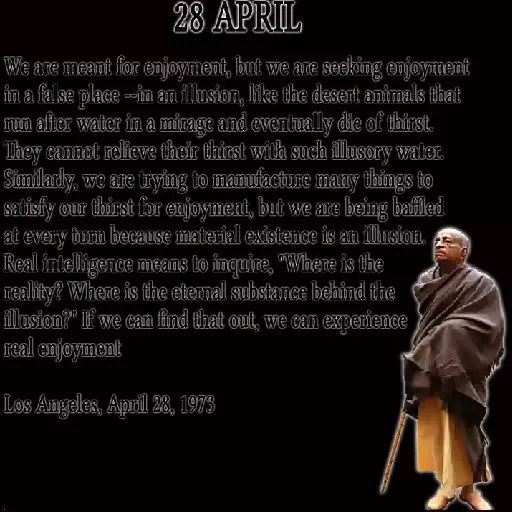 28 APRIL
We are meant for enjoyment, but we are seeking enjoyment
in a false place --in an illusion, like the desert animals that
run after water in a mirage and eventually die of thirst.
They cannot relieve their thirst with such illusory water.
Similarly, we are trying to manufacture many things to
satisfy our thirst for enjoyment, but we are being baffled
at every turn because material existence is an illusion.
Real intelligence means to inquire, "Where is the
reality? Where is the eternal substance behind the
illusion?" If we can find that out, we can experience
real enjoyment
Los Angeles, April 28, 1973